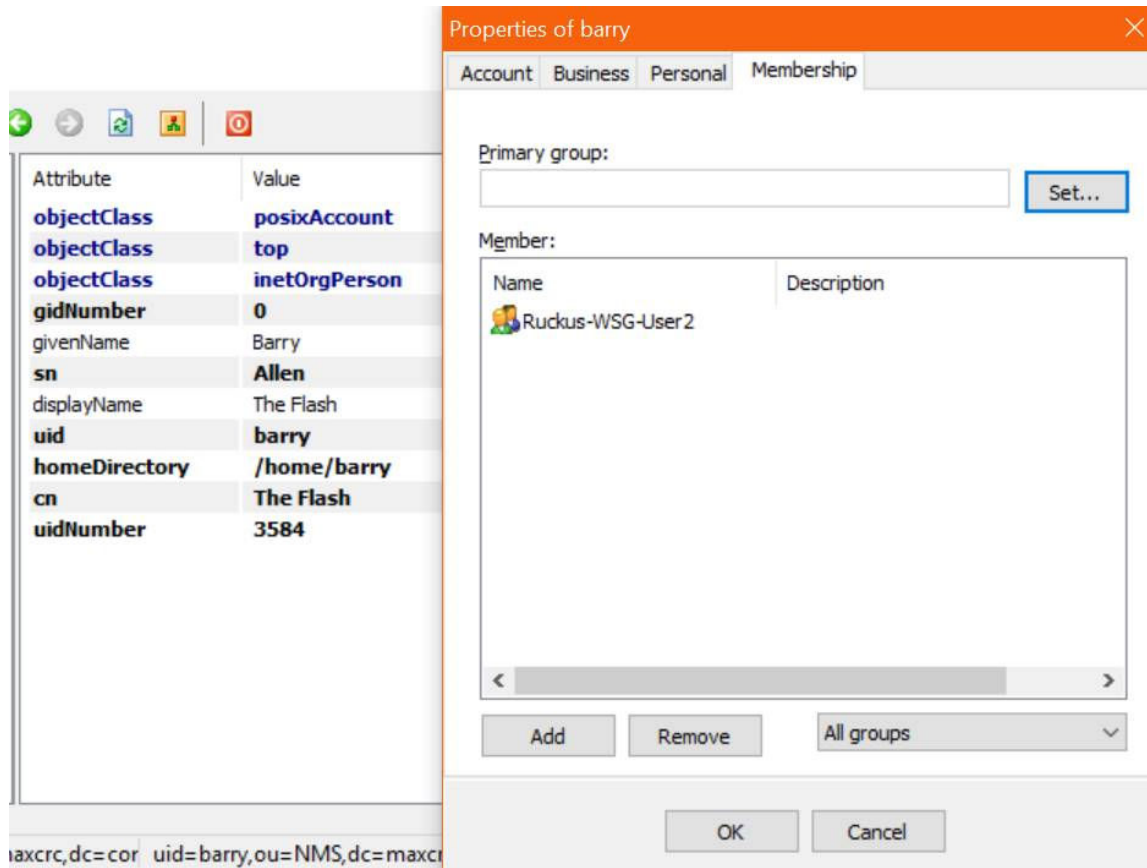 Properties of barry
Account Business Personal Membership
Attribute Value
objectClass posixAccount
objectClass top
objectClass inetOrgPerson
gidNumber 0
givenName Barry
sn Allen
displayName The Flash
uid barry
homeDirectory /home/barry
cn The Flash
uidNumber 3584
Primary group:
Set...
Member:
Name Description
Ruckus-WSG-User2
Add Remove All groups
OK Cancel
uid=barry,ou=NMS